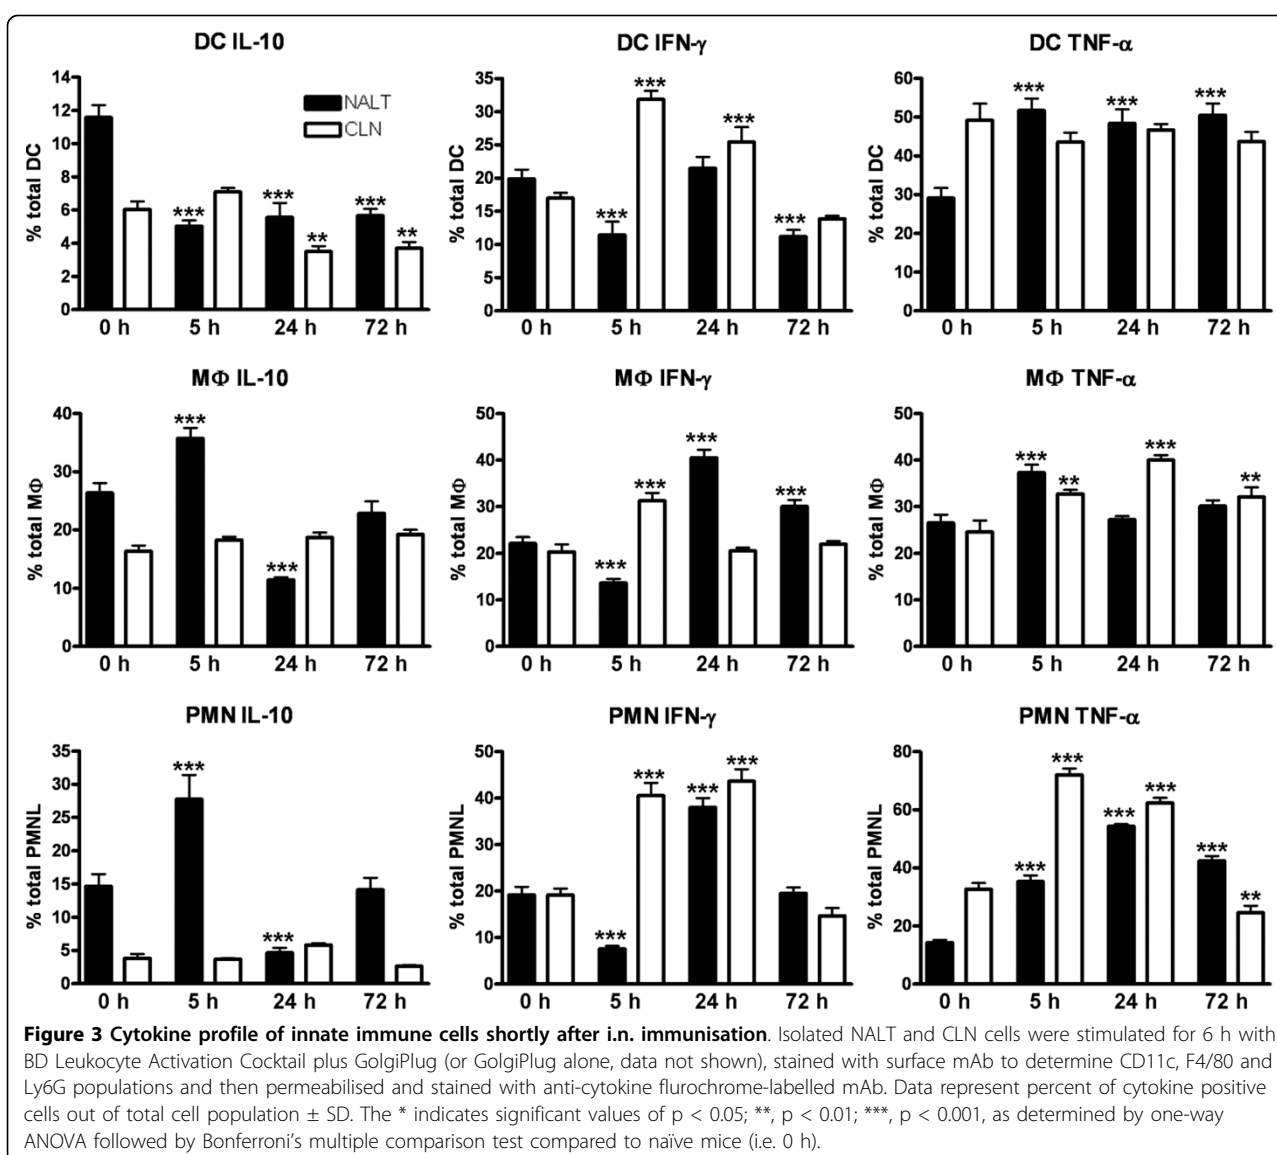 DC IL-10
% total DC
14
12
10
8
6
4
2
0
NALT
CLN
***
***
**
***
**
0 h 5 h 24 h 72 h
DC IFN-γ
% total DC
35
30
25
20
15
10
5
0
***
***
***
***
0 h 5 h 24 h 72 h
DC TNF-α
% total DC
60
50
40
30
20
10
0
***
***
***
0 h 5 h 24 h 72 h
MΦ IL-10
% total MΦ
40
30
20
10
0
***
***
0 h 5 h 24 h 72 h
MΦ IFN-γ
% total MΦ
50
40
30
20
10
0
***
***
***
***
0 h 5 h 24 h 72 h
MΦ TNF-α
% total MΦ
50
40
30
20
10
0
***
**
***
**
0 h 5 h 24 h 72 h
PMN IL-10
% total PMNL
35
30
25
20
15
10
5
0
***
***
0 h 5 h 24 h 72 h
PMN IFN-γ
% total PMNL
50
40
30
20
10
0
***
***
***
***
0 h 5 h 24 h 72 h
PMN TNF-α
% total PMNL
80
60
40
20
0
***
***
***
***
***
**
0 h 5 h 24 h 72 h
Figure 3 Cytokine profile of innate immune cells shortly after i.n. immunisation. Isolated NALT and CLN cells were stimulated for 6 h with
BD Leukocyte Activation Cocktail plus GolgiPlug (or GolgiPlug alone, data not shown), stained with surface mAb to determine CD11c, F4/80 and
Ly6G populations and then permeabilised and stained with anti-cytokine flurochrome-labelled mAb. Data represent percent of cytokine positive
cells out of total cell population ± SD. The * indicates significant values of p < 0.05; **, p < 0.01; ***, p < 0.001, as determined by one-way
ANOVA followed by Bonferroni's multiple comparison test compared to naïve mice (i.e. 0 h).